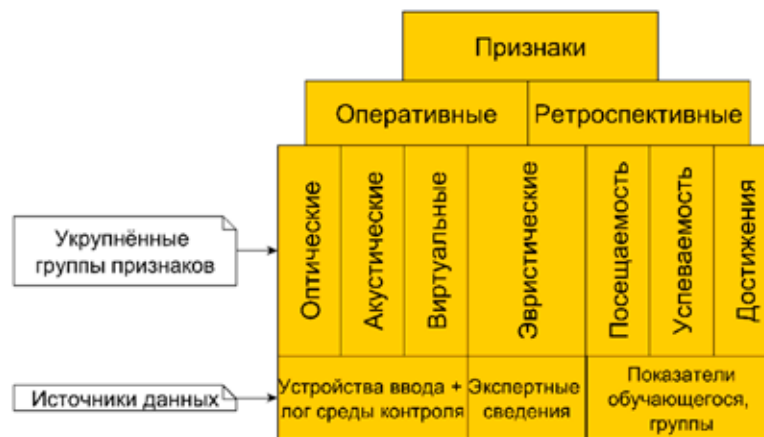 Признаки
Оперативные
Ретроспективные
Оптические
Акустические
Виртуальные
Эвристические
Посещаемость
Успеваемость
Достижения
Укрупнённые
группы признаков
Источники данных
Устройства ввода +
лог среды контроля
Экспертные
сведения
Показатели
обучающегося,
группы